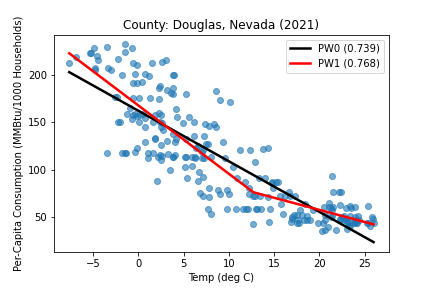 County: Douglas, Nevada (2021)
Per-Capita Consumption (MMBtu/1000 Households)
200
150
100
50
PW0 (0.739)
PW1 (0.768)
−5
0
5
10
15
20
25
Temp (deg C)